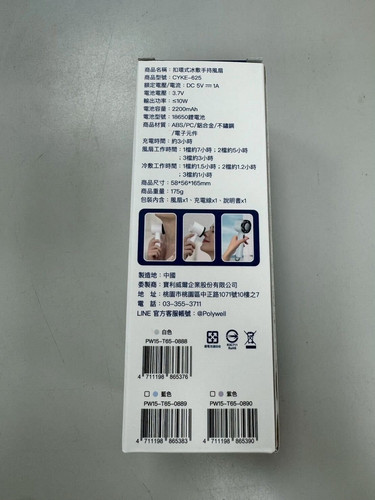 商品名稱：扣環式冰敷手持風扇
商品型號：CYKE-625
額定電壓/電流：DC 5V⎓1A
電池電壓：3.7V
輸出功率：≤10W
電池容量：2200mAh
電池型號：18650鋰電池
商品材質：ABS/PC/鋁合金/不鏽鋼
/電子元件
充電時間：約3小時
風扇工作時間：1檔約7小時；2檔約5小時
；3檔約3小時
冷敷工作時間：1檔約1.5小時；2檔約1.2小時
；3檔約1小時
商品尺寸：58*56*165mm
商品重量：175g
包裝內含：風扇x1、充電線x1、說明書x1
製造地：中國
委製商：寶利威爾企業股份有限公司
地　址：桃園市桃園區中正路1071號10樓之7
電　話：03-355-3711
LINE 官方客服帳號：@Polywell
白色
PW15-T65-0888
4 711198 865376
藍色
PW15-T65-0889
4 711198 865383
紫色
PW15-T65-0890
4 711198 865390